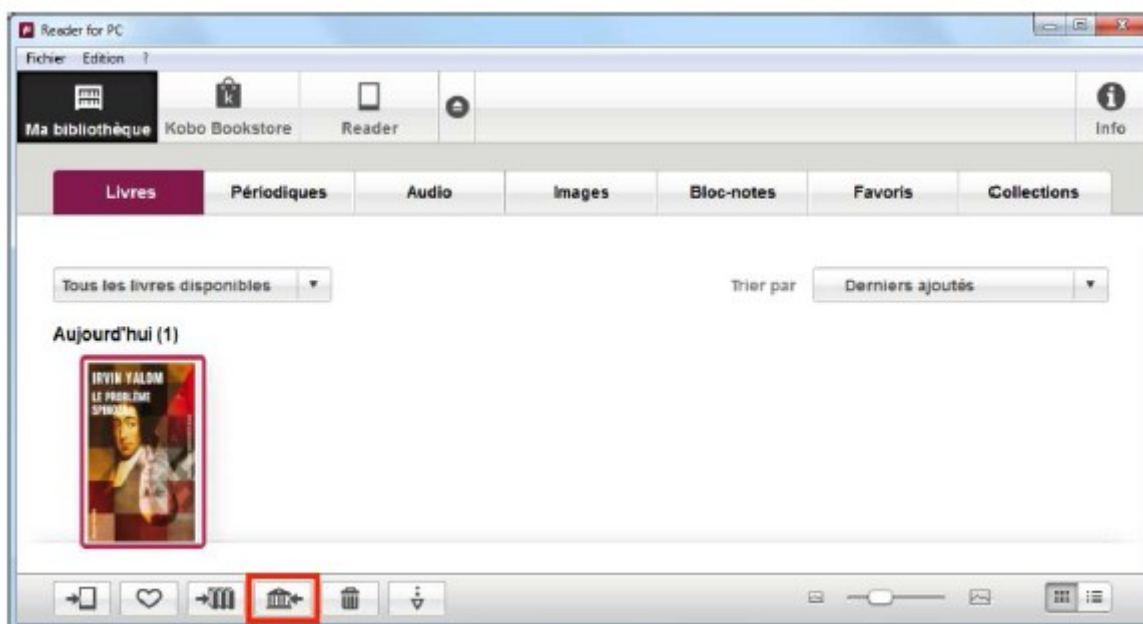 Reader for PC
Fichier Edition ?
Ma bibliothèque Kobo Bookstore Reader Info
Livres Périodiques Audio Images Bloc-notes Favoris Collections
Tous les livres disponibles Trier par Derniers ajoutés
Aujourd'hui (1)
IRVIN YALOM
LE PROBLÈME
SPINOZA